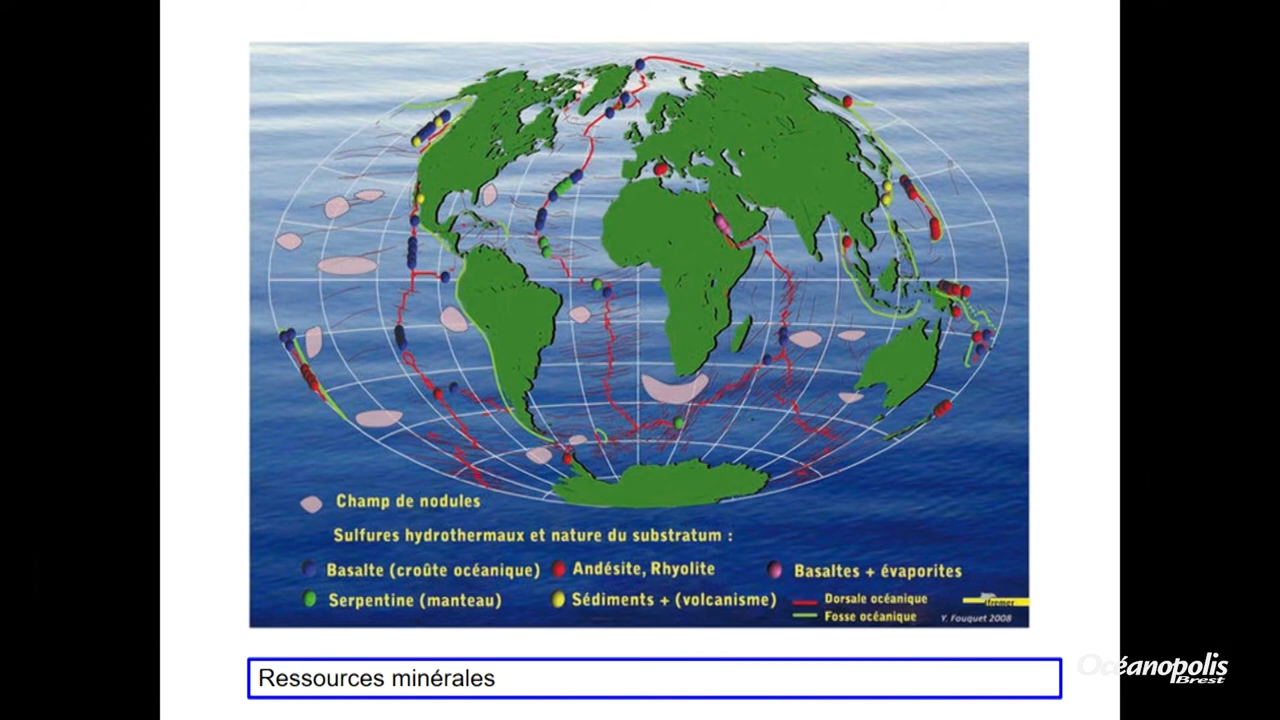 Champ de nodules
Sulfures hydrothermaux et nature du substratum :
Basalte (croûte océanique)
Andésite, Rhyolite
Basaltes + évaporites
Serpentine (manteau)
Sédiments + (volcanisme)
Dorsale océanique
Fosse océanique
ifremer
Y. Fouquet 2008
Ressources minérales
Océanopolis
Brest